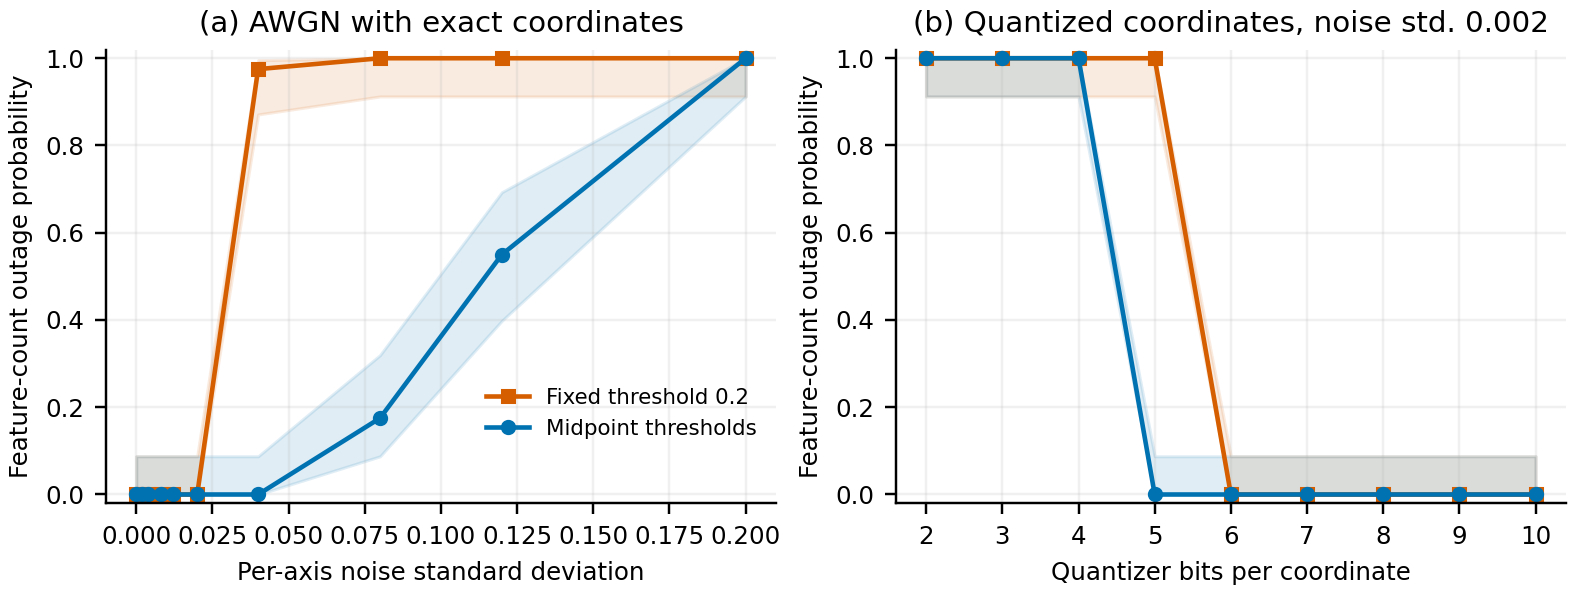 (a) AWGN with exact coordinates
Feature-count outage probability
1.0
0.8
0.6
0.4
0.2
0.0
Fixed threshold 0.2
Midpoint thresholds
0.000 0.025 0.050 0.075 0.100 0.125 0.150 0.175 0.200
Per-axis noise standard deviation
(b) Quantized coordinates, noise std. 0.002
Feature-count outage probability
1.0
0.8
0.6
0.4
0.2
0.0
2 3 4 5 6 7 8 9 10
Quantizer bits per coordinate